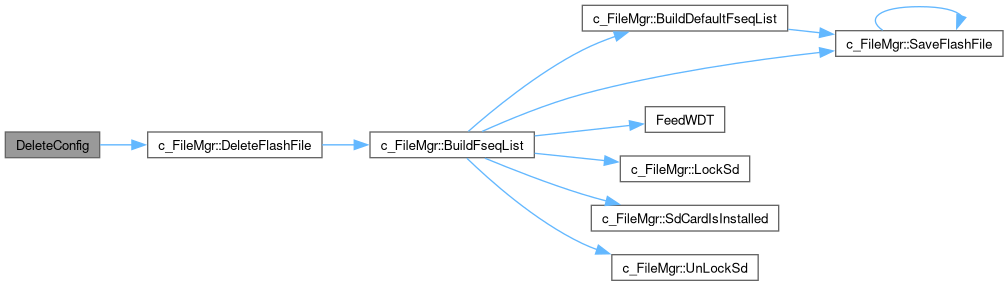 DeleteConfig
c_FileMgr::DeleteFlashFile
c_FileMgr::BuildFseqList
c_FileMgr::BuildDefaultFseqList
c_FileMgr::SaveFlashFile
FeedWDT
c_FileMgr::LockSd
c_FileMgr::SdCardIsInstalled
c_FileMgr::UnLockSd